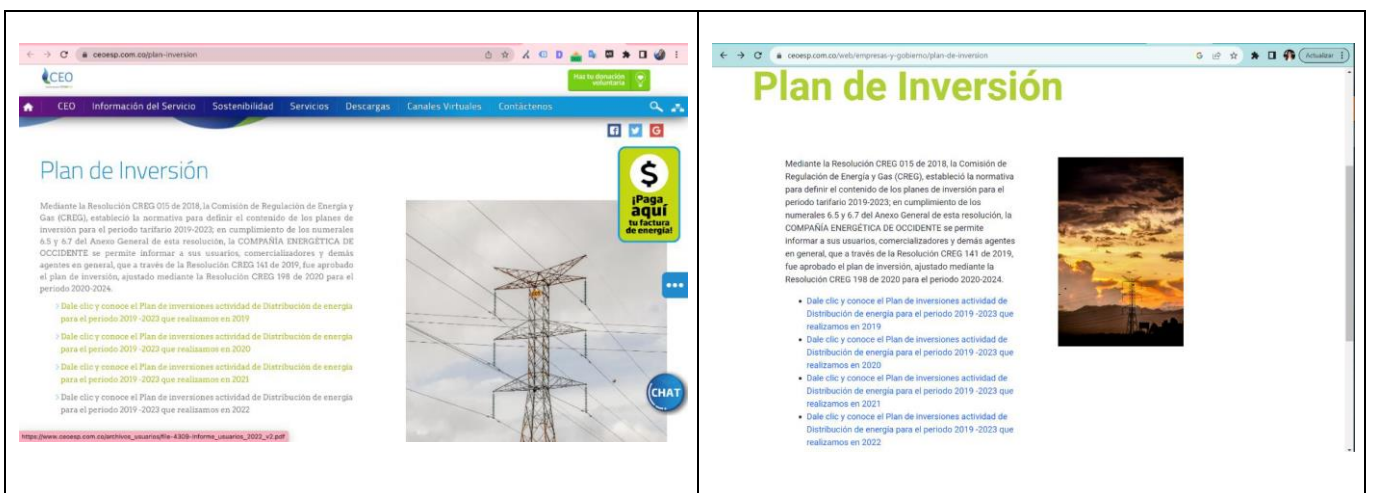 ceoesp.com.co/plan-inversion
CEO
Haz tu donación
voluntaria
CEO Información del Servicio Sostenibilidad Servicios Descargas Canales Virtuales Contáctenos
Plan de Inversión
Mediante la Resolución CREG 015 de 2018, la Comisión de Regulación de Energía y
Gas (CREG), estableció la normativa para definir el contenido de los planes de
inversión para el periodo tarifario 2019-2023; en cumplimiento de los numerales
6.5 y 6.7 del Anexo General de esta resolución, la COMPAÑÍA ENERGÉTICA DE
OCCIDENTE se permite informar a sus usuarios, comercializadores y demás
agentes en general, que a través de la Resolución CREG 141 de 2019, fue aprobado
el plan de inversión, ajustado mediante la Resolución CREG 198 de 2020 para el
periodo 2020-2024.
Dale clic y conoce el Plan de inversiones actividad de Distribución de energía
para el periodo 2019 -2023 que realizamos en 2019
Dale clic y conoce el Plan de inversiones actividad de Distribución de energía
para el periodo 2019 -2023 que realizamos en 2020
Dale clic y conoce el Plan de inversiones actividad de Distribución de energía
para el periodo 2019 -2023 que realizamos en 2021
Dale clic y conoce el Plan de inversiones actividad de Distribución de energía
para el periodo 2019 -2023 que realizamos en 2022
$
¡Paga
aquí
tu factura
de energía!
CHAT
https://www.ceoesp.com.co/archivos_usuarios/file-4308-informe_usuarios_2022_v2.pdf
ceoesp.com.co/web/empresas-y-gobierno/plan-de-inversion
Actualizar
Plan de Inversión
Mediante la Resolución CREG 015 de 2018, la Comisión de
Regulación de Energía y Gas (CREG), estableció la normativa
para definir el contenido de los planes de inversión para el
periodo tarifario 2019-2023; en cumplimiento de los
numerales 6.5 y 6.7 del Anexo General de esta resolución, la
COMPAÑÍA ENERGÉTICA DE OCCIDENTE se permite
informar a sus usuarios, comercializadores y demás agentes
en general, que a través de la Resolución CREG 141 de 2019,
fue aprobado el plan de inversión, ajustado mediante la
Resolución CREG 198 de 2020 para el periodo 2020-2024.
Dale clic y conoce el Plan de inversiones actividad de
Distribución de energía para el periodo 2019 -2023 que
realizamos en 2019
Dale clic y conoce el Plan de inversiones actividad de
Distribución de energía para el periodo 2019 -2023 que
realizamos en 2020
Dale clic y conoce el Plan de inversiones actividad de
Distribución de energía para el periodo 2019 -2023 que
realizamos en 2021
Dale clic y conoce el Plan de inversiones actividad de
Distribución de energía para el periodo 2019 -2023 que
realizamos en 2022